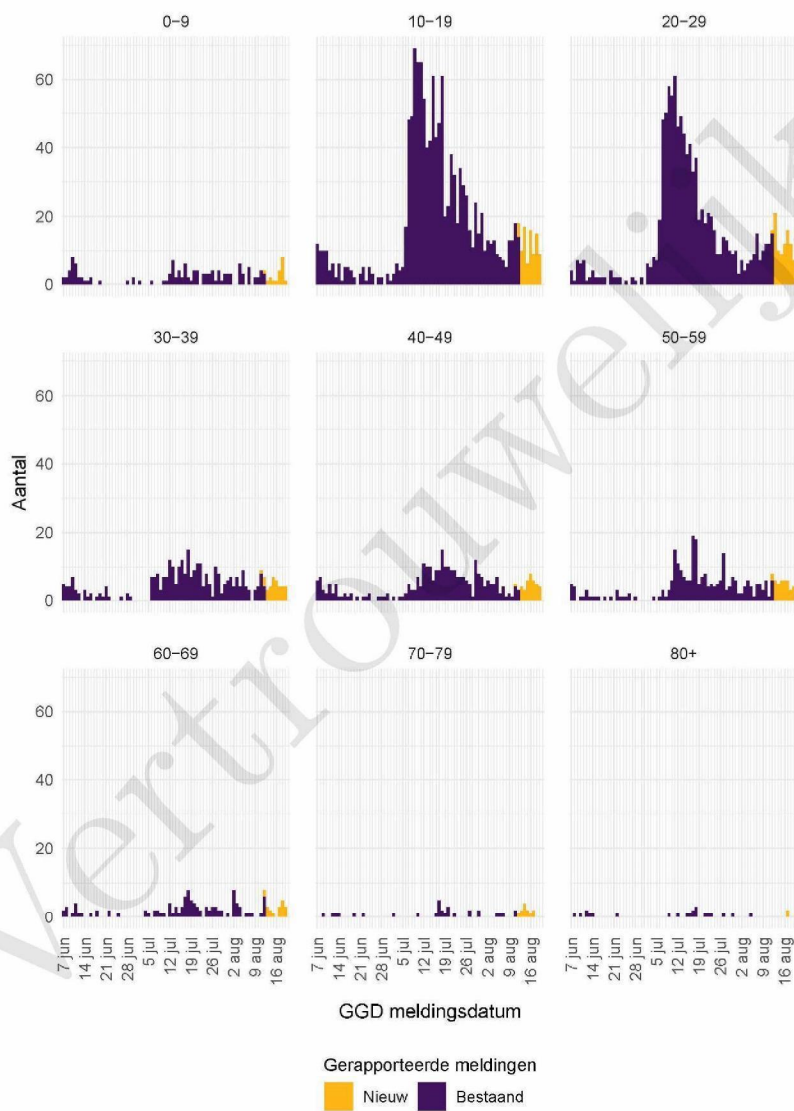 0-9 10-19 20-29
60
40
20
0
30-39 40-49 50-59
60
40
20
0
Aantal
60-69 70-79 80+
60
40
20
0
7 jun 14 jun 21 jun 28 jun 5 jul 12 jul 19 jul 26 jul 2 aug 9 aug 16 aug 7 jun 14 jun 21 jun 28 jun 5 jul 12 jul 19 jul 26 jul 2 aug 9 aug 16 aug 7 jun 14 jun 21 jun 28 jun 5 jul 12 jul 19 jul 26 jul 2 aug 9 aug 16 aug
GGD meldingsdatum
Gerapporteerde meldingen
Nieuw Bestaand
Vertrouwelijk